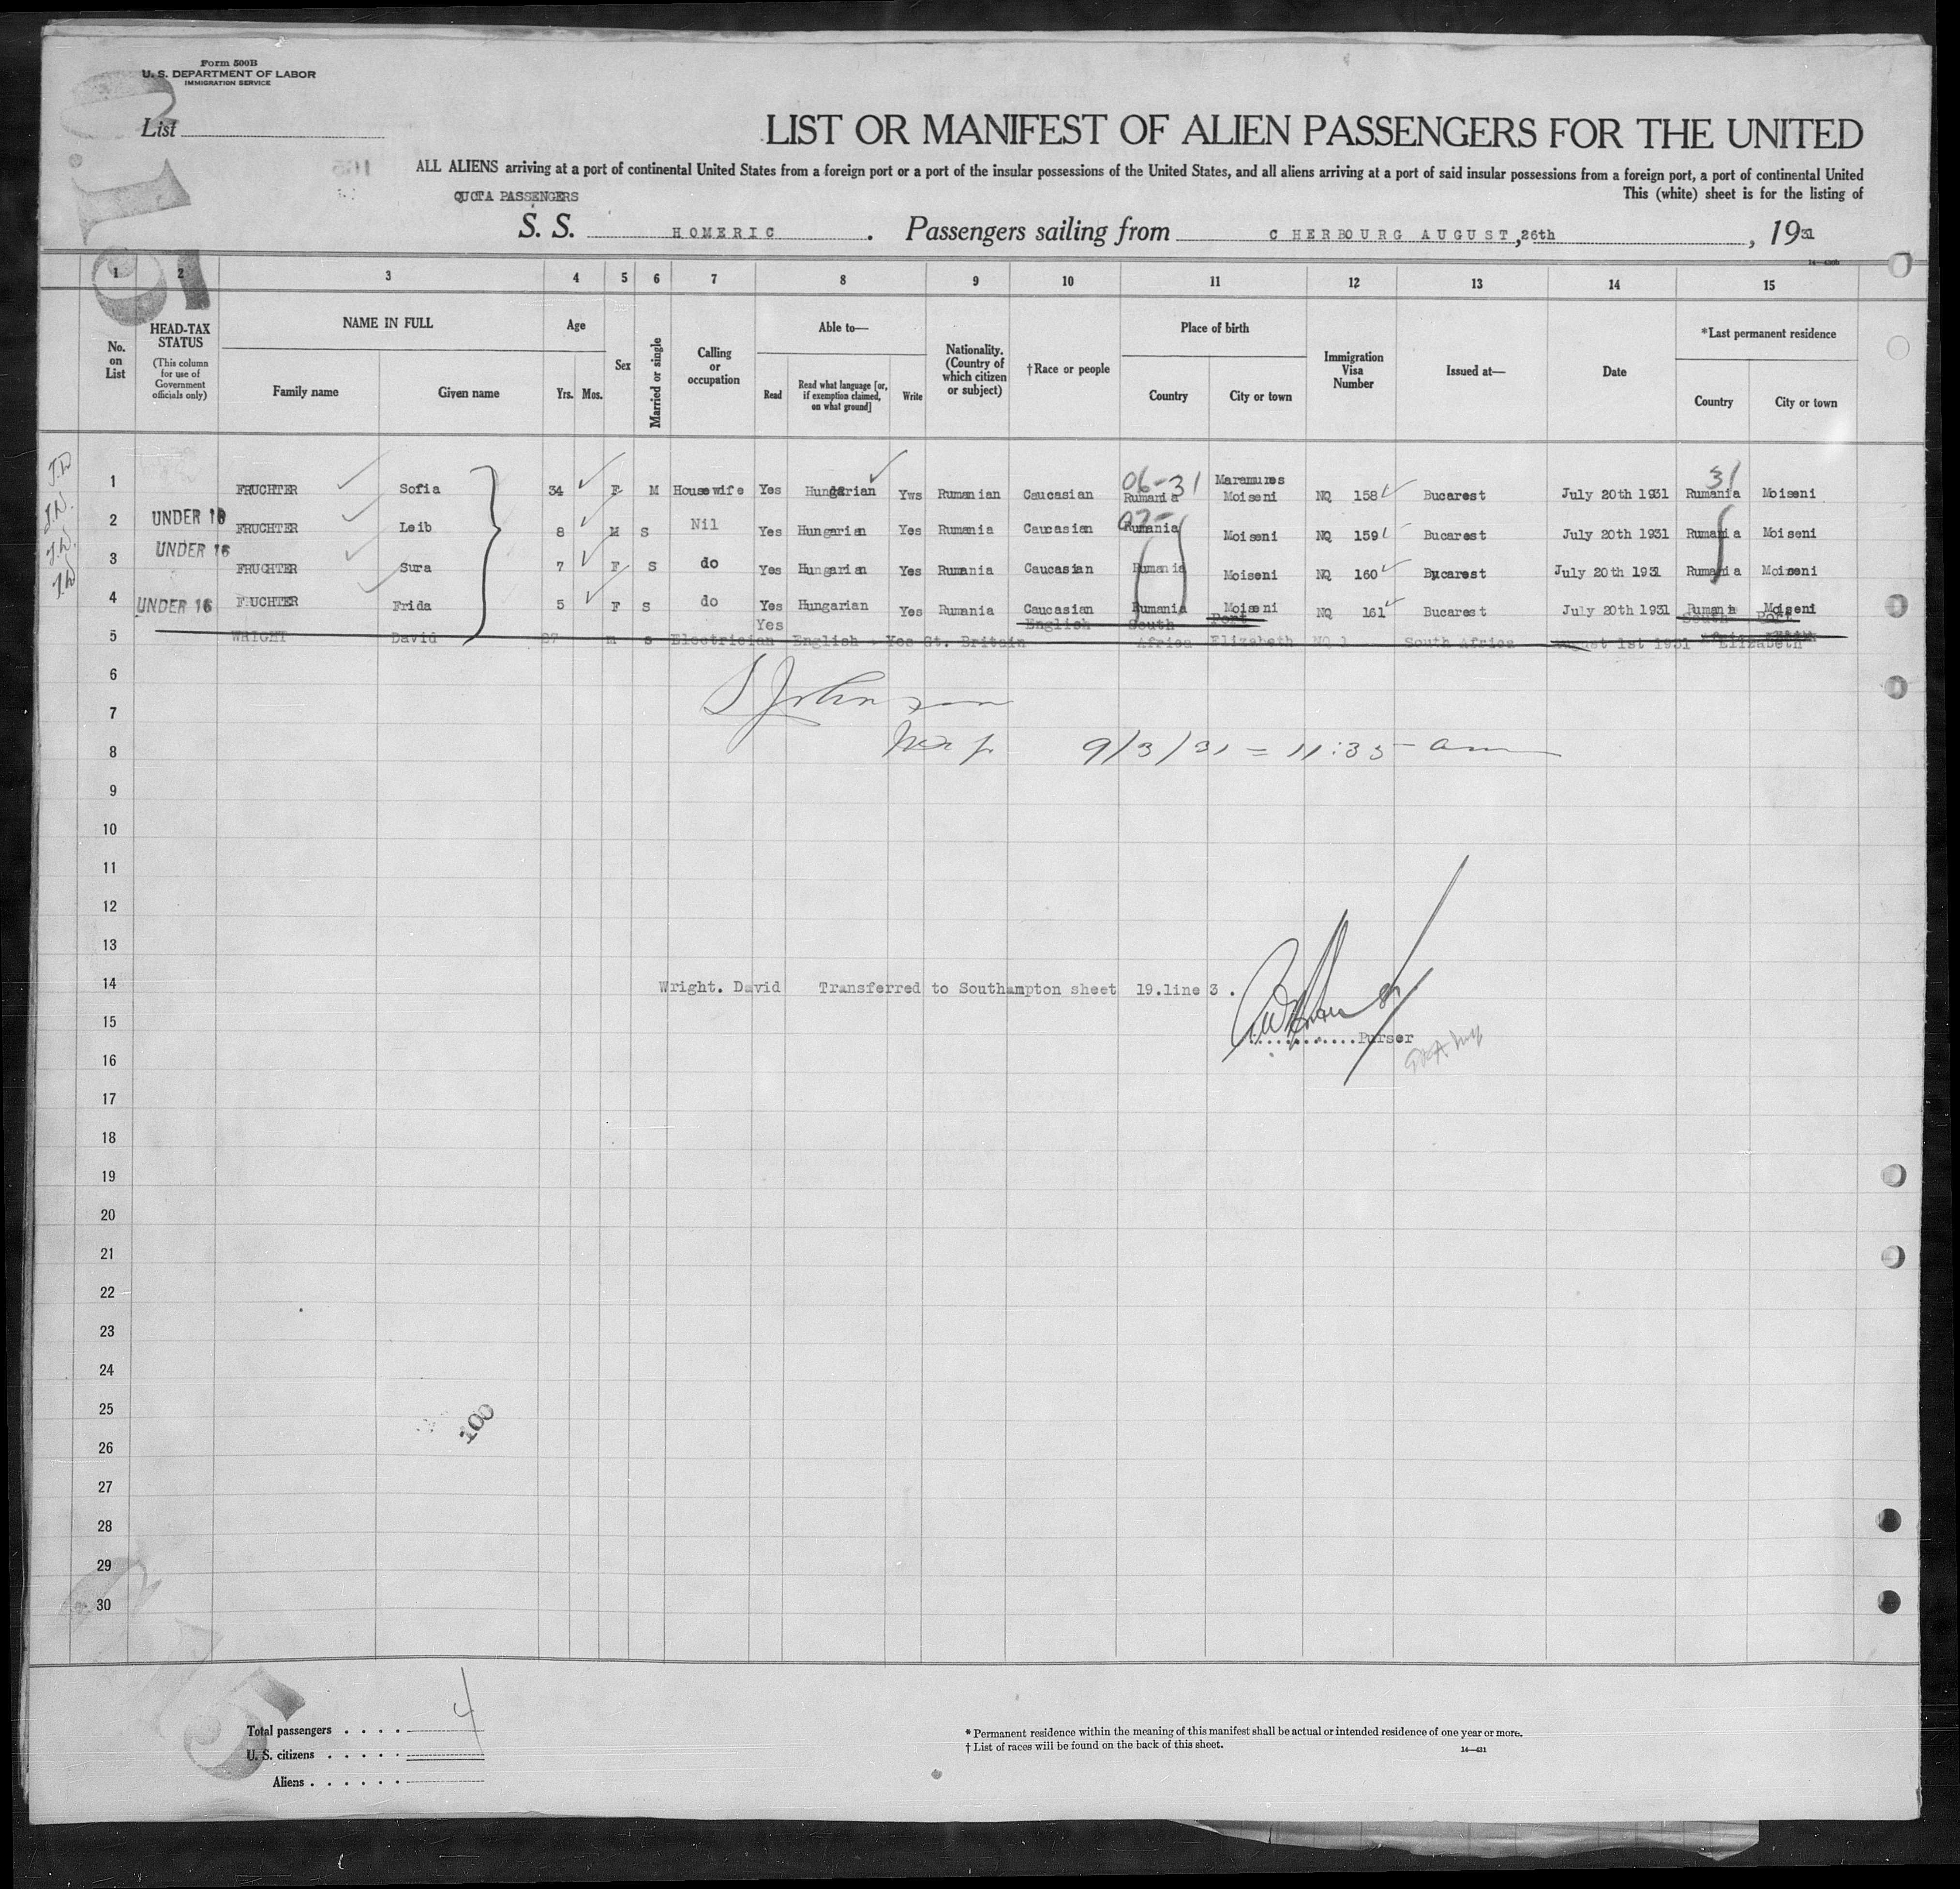 Form 500B
U. S. DEPARTMENT OF LABOR
IMMIGRATION SERVICE
List
LIST OR MANIFEST OF ALIEN PASSENGERS FOR THE UNITED
ALL ALIENS arriving at a port of continental United States from a foreign port or a port of the insular possessions of the United States, and all aliens arriving at a port of said insular possessions from a foreign port, a port of continental United
QUOTA PASSENGERS
This (white) sheet is for the listing of
S. S. HOMERIC . Passengers sailing from CHERBOURG AUGUST, 26th , 1931
1 2 3 4 5 6 7 8 9 10 11 12 13 14 15
No. on List
HEAD-TAX STATUS
(This column for use of Government officials only)
NAME IN FULL
Family name Given name
Age
Yrs. Mos.
Sex
Married or single
Calling or occupation
Able to—
Read Read what language [or, if exemption claimed, on what ground] Write
Nationality. (Country of which citizen or subject)
†Race or people
Place of birth
Country City or town
Immigration Visa Number
Issued at—
Date
*Last permanent residence
Country City or town
06-31 Maramures 31
1 FRUCHTER Sofia 34 F M Housewife Yes Hungarian Yws Rumanian Caucasian Rumania Moiseni NQ 158 Bucarest July 20th 1931 Rumania Moiseni
2 UNDER 16 FRUCHTER Leib 8 M S Nil Yes Hungarian Yes Rumania Caucasian Rumania Moiseni NQ 159 Bucarest July 20th 1931 Rumania Moiseni
3 UNDER 16 FRUCHTER Sura 7 F S do Yes Hungarian Yes Rumania Caucasian Rumania Moiseni NQ 160 Bucarest July 20th 1931 Rumania Moiseni
4 UNDER 16 FRUCHTER Frida 5 F S do Yes Hungarian Yes Rumania Caucasian Rumania Moiseni NQ 161 Bucarest July 20th 1931 Rumania Moiseni
Yes English South Port South Port
5 WRIGHT David 27 m s Electrician English Yes Gt. Britain Africa Elizabeth NQ 1 South Africa August 1st 1931 Africa Elizabeth
6
S Johnson
7
8 9/3/31 = 11:35 am
9
10
11
12
13
14 Wright. David Transferred to Southampton sheet 19.line 3 .
15 ............Purser
16
17
18
19
20
21
22
23
24
25
100
26
27
28
29
30
Total passengers . . . . 4
U. S. citizens . . . . .
Aliens . . . . . .
* Permanent residence within the meaning of this manifest shall be actual or intended residence of one year or more.
† List of races will be found on the back of this sheet.
14—431